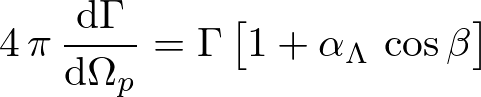 4 π dΓ/dΩ_p = Γ [1 + α_Λ cos β]